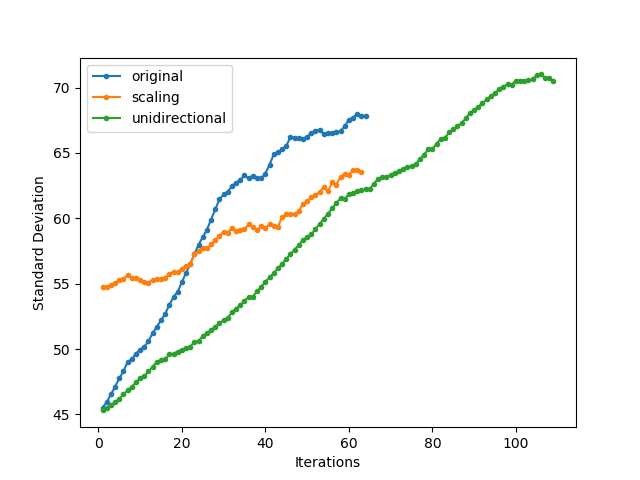 original
scaling
unidirectional
70
65
60
55
50
45
Standard Deviation
0 20 40 60 80 100
Iterations